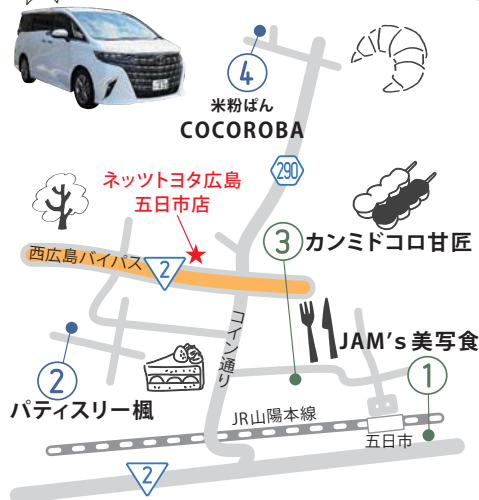 4
米粉ぱん
COCOROBA
290
ネッツトヨタ広島
五日市店
3 カンミドコロ甘匠
西広島バイパス
2
コイン通り
JAM's 美写食
1
2
パティスリー楓
JR山陽本線
五日市
2